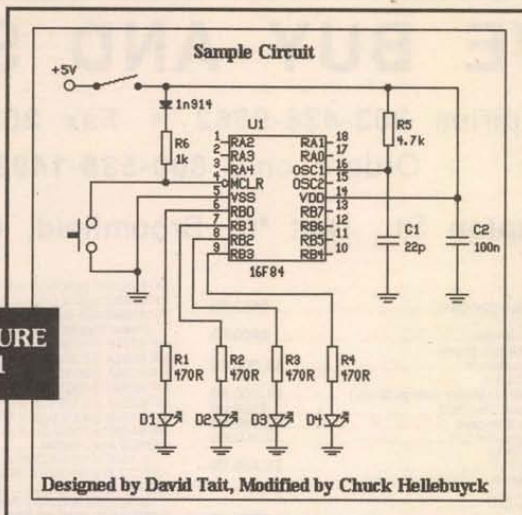 BUY AND
Sample Circuit
+5V
1n914
R6
1k
U1
1 RA2 RA1 18
2 RA3 RA0 17
3 RA4 OSC1 16
4 MCLR OSC2 15
5 VSS VDD 14
6 RB0 RB7 13
7 RB1 RB6 12
8 RB2 RB5 11
9 RB3 RB4 10
16F84
R5
4.7k
C1
22p
C2
100n
URE
1
R1
470R
R2
470R
R3
470R
R4
470R
D1
D2
D3
D4
Designed by David Tait, Modified by Chuck Hellebuyck